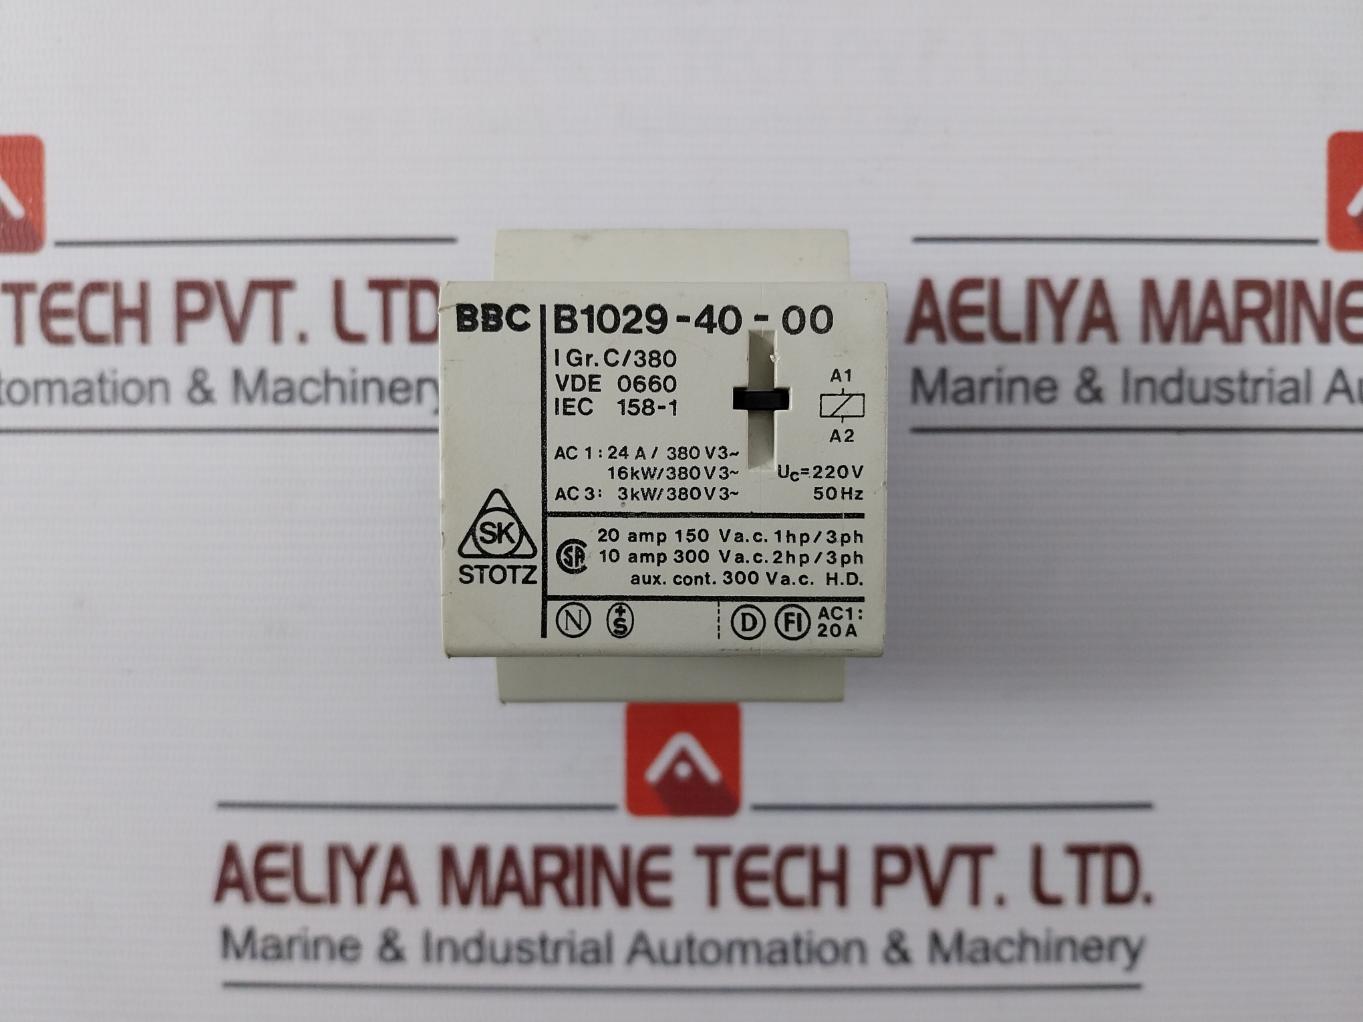 TECH PVT. LTD
tomation & Machinery
AELIYA MARINE
Marine & Industrial Au
BBC B1029-40-00
I Gr. C/380
VDE 0660
IEC 158-1
A1
A2
AC 1: 24 A / 380 V 3~
16kW/380V3~ Uc=220V
AC 3: 3kW/380V3~ 50Hz
SK
STOTZ
SA 20 amp 150 Va.c. 1hp/3ph
10 amp 300 Va.c. 2hp/3ph
aux. cont. 300 Va.c. H.D.
N +S D FI AC1:
20A
AELIYA MARINE TECH PVT. LTD.
Marine & Industrial Automation & Machinery